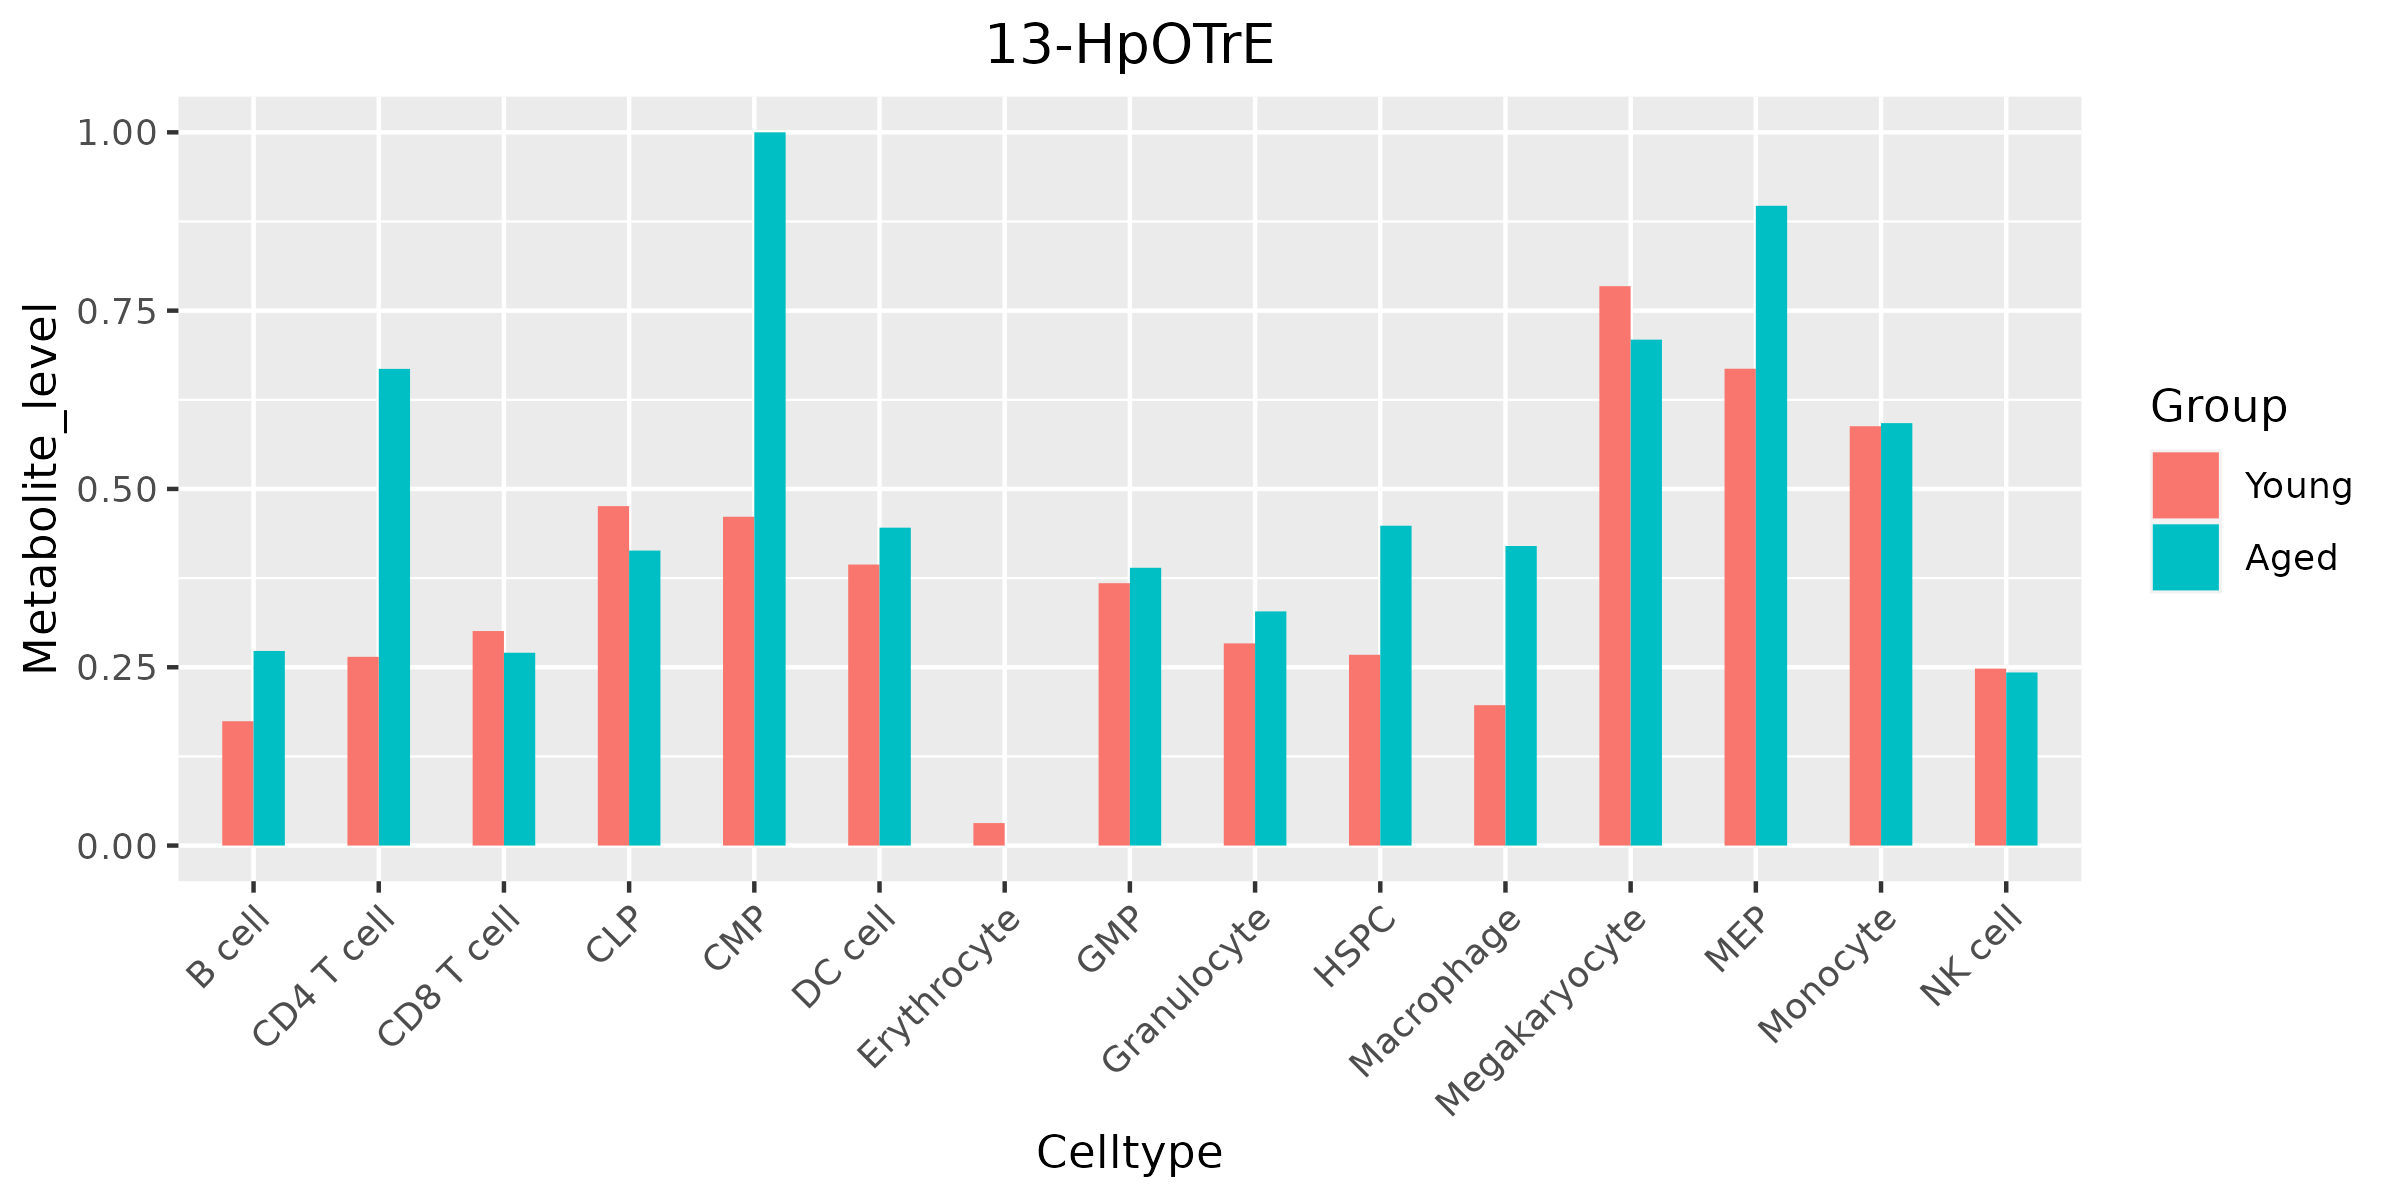 13-HpOTrE
Metabolite_level
1.00
0.75
0.50
0.25
0.00
B cell
CD4 T cell
CD8 T cell
CLP
CMP
DC cell
Erythrocyte
GMP
Granulocyte
HSPC
Macrophage
Megakaryocyte
MEP
Monocyte
NK cell
Celltype
Group
Young
Aged